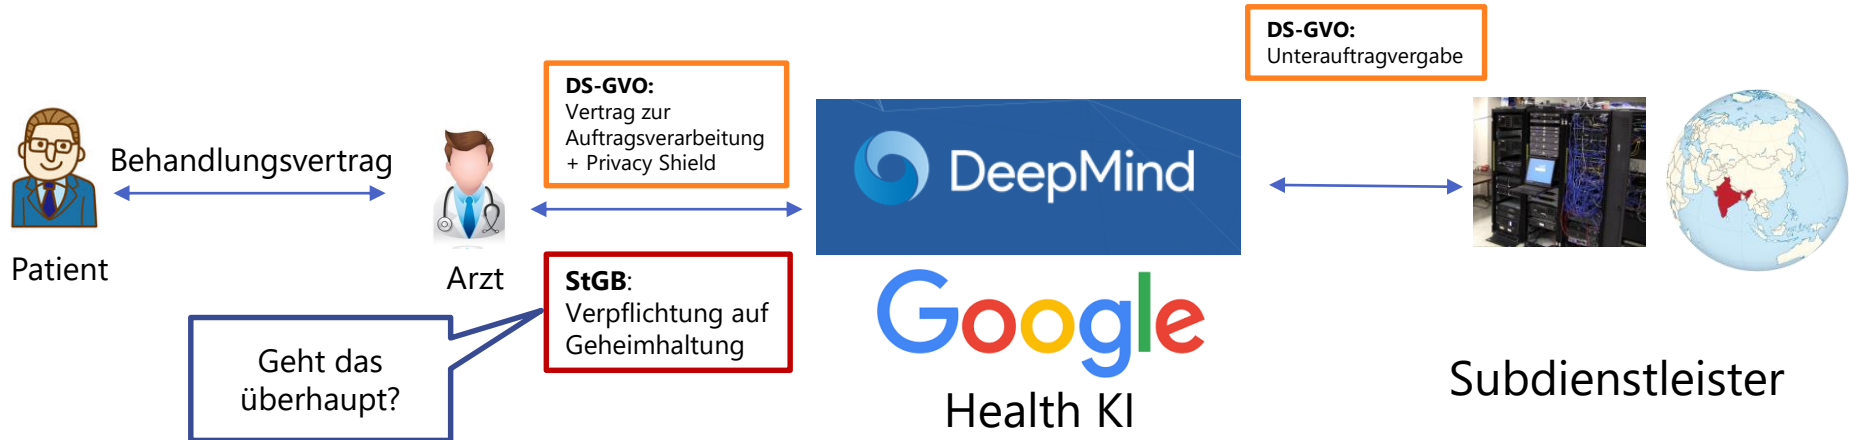 DS-GVO:
Unterauftragvergabe
DS-GVO:
Vertrag zur
Auftragsverarbeitung
+ Privacy Shield
Behandlungsvertrag
DeepMind
Patient
Arzt
StGB:
Verpflichtung auf
Geheimhaltung
Geht das
überhaupt?
Google
Health KI
Subdienstleister